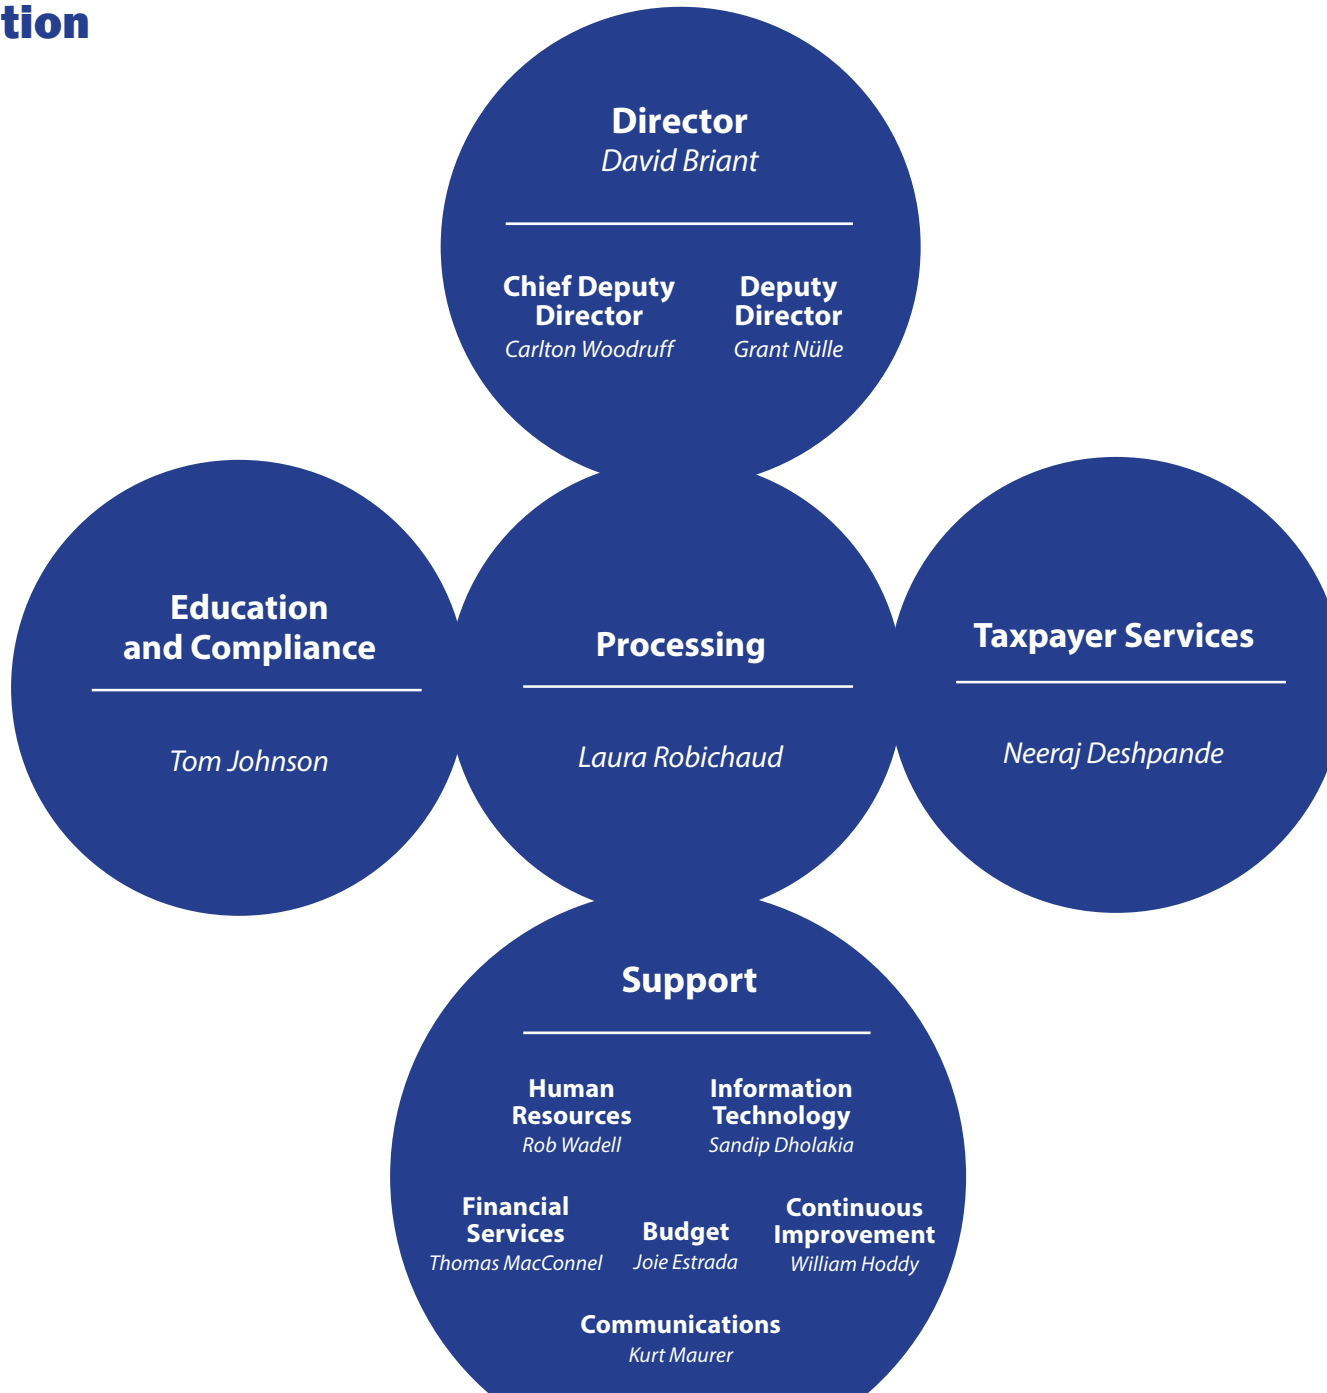 tion
Director
David Briant
Chief Deputy
Director
Carlton Woodruff
Deputy
Director
Grant Nülle
Education
and Compliance
Tom Johnson
Processing
Laura Robichaud
Taxpayer Services
Neeraj Deshpande
Support
Human
Resources
Rob Wadell
Information
Technology
Sandip Dholakia
Financial
Services
Thomas MacConnel
Budget
Joie Estrada
Continuous
Improvement
William Hoddy
Communications
Kurt Maurer